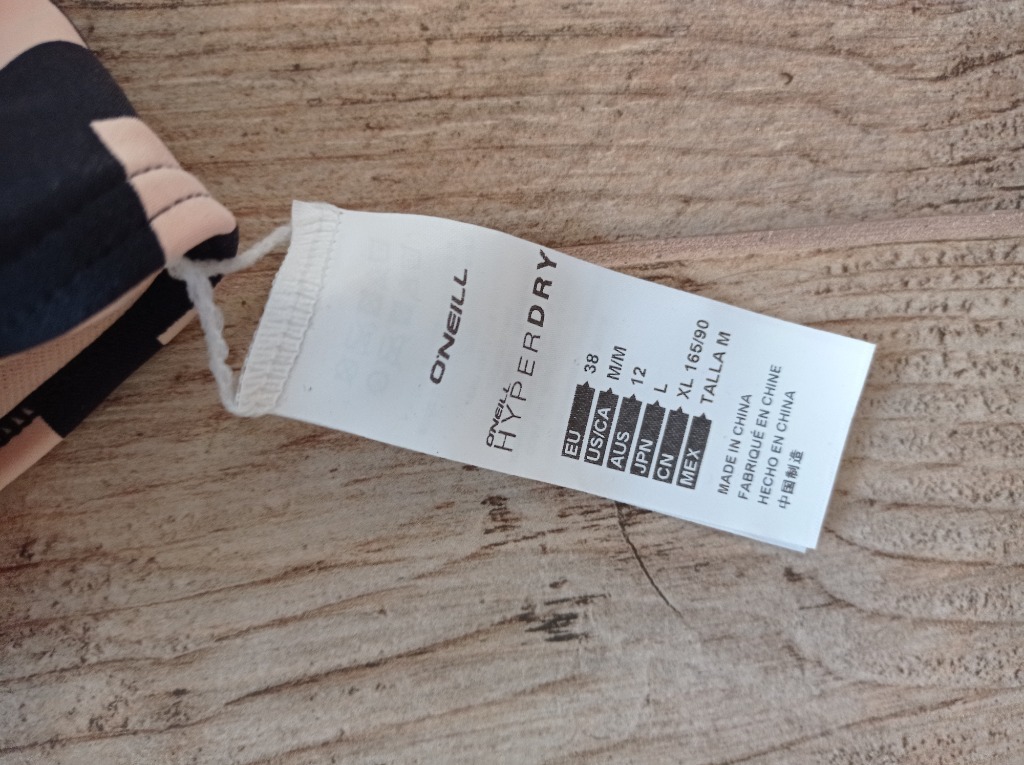 O'NEILL
O'NEILL
HYPERDRY
EU 38
US/CA M/M
AUS 12
JPN L
CN XL 165/90
MEX TALLA M
MADE IN CHINA
FABRIQUÉ EN CHINE
HECHO EN CHINA
中国制造